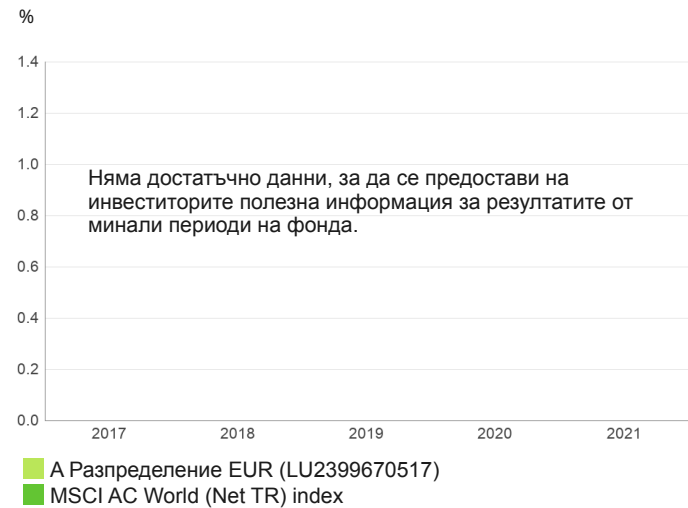 %
1.4
1.2
1.0
Няма достатъчно данни, за да се предостави на
инвеститорите полезна информация за резултатите от
0.8
минали периоди на фонда.
0.6
0.4
0.2
0.0
2017 2018 2019 2020 2021
А Разпределение EUR (LU2399670517)
MSCI AC World (Net TR) index